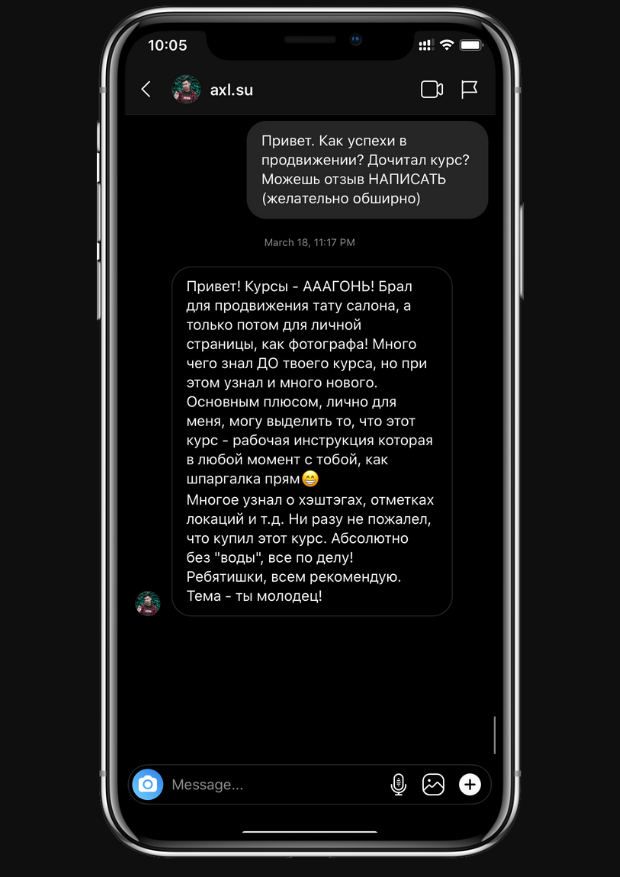 10:05
axl.su
Привет. Как успехи в
продвижении? Дочитал курс?
Можешь отзыв НАПИСАТЬ
(желательно обширно)
March 18, 11:17 PM
Привет! Курсы - АААГОНЬ! Брал
для продвижения тату салона, а
только потом для личной
страницы, как фотографа! Много
чего знал ДО твоего курса, но при
этом узнал и много нового.
Основным плюсом, лично для
меня, могу выделить то, что этот
курс - рабочая инструкция которая
в любой момент с тобой, как
шпаргалка прям😁
Многое узнал о хэштэгах, отметках
локаций и т.д. Ни разу не пожалел,
что купил этот курс. Абсолютно
без "воды", все по делу!
Ребятишки, всем рекомендую.
Тема - ты молодец!
Message...